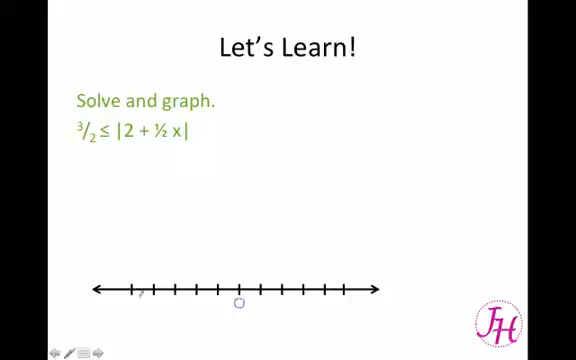 Let's Learn!
Solve and graph.
3/2 ≤ |2 + ½ x|
0
JH